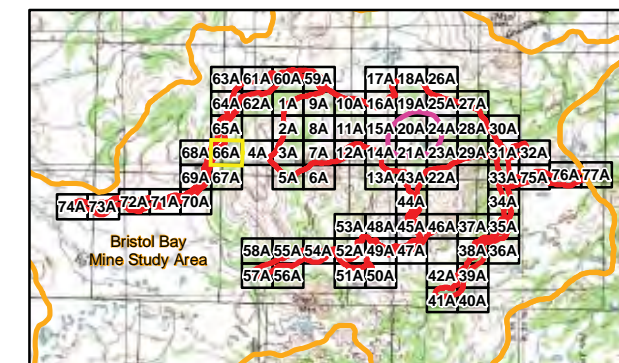 63A 61A 60A 59A 17A 18A 26A
64A 62A 1A 9A 10A 16A 19A 25A 27A
65A 2A 8A 11A 15A 20A 24A 28A 30A
68A 66A 4A 3A 7A 12A 14A 21A 23A 29A 31A 32A
69A 67A 5A 6A 13A 43A 22A 33A 75A 76A 77A
74A 73A 72A 71A 70A 44A 34A
53A 48A 45A 46A 37A 35A
Bristol Bay
Mine Study Area
58A 55A 54A 52A 49A 47A 38A 36A
57A 56A 51A 50A 42A 39A
41A 40A